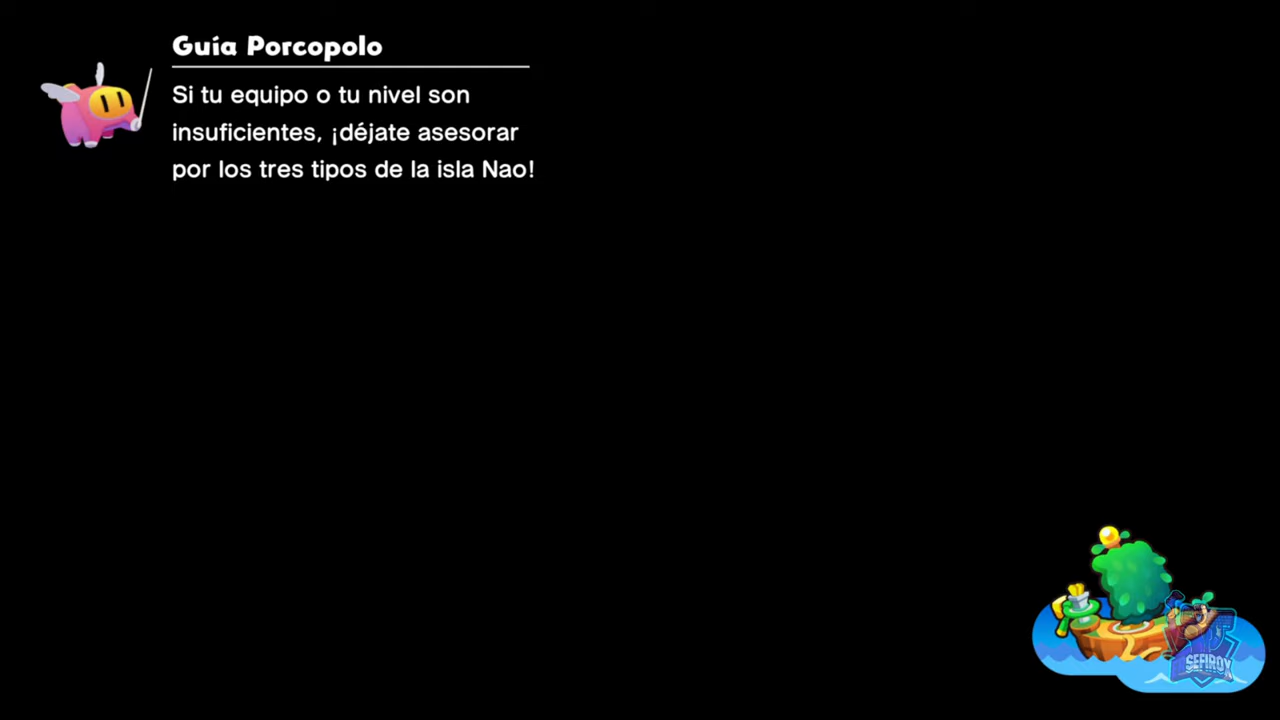 Guía Porcopolo
Si tu equipo o tu nivel son
insuficientes, ¡déjate asesorar
por los tres tipos de la isla Nao!
SEFIROX